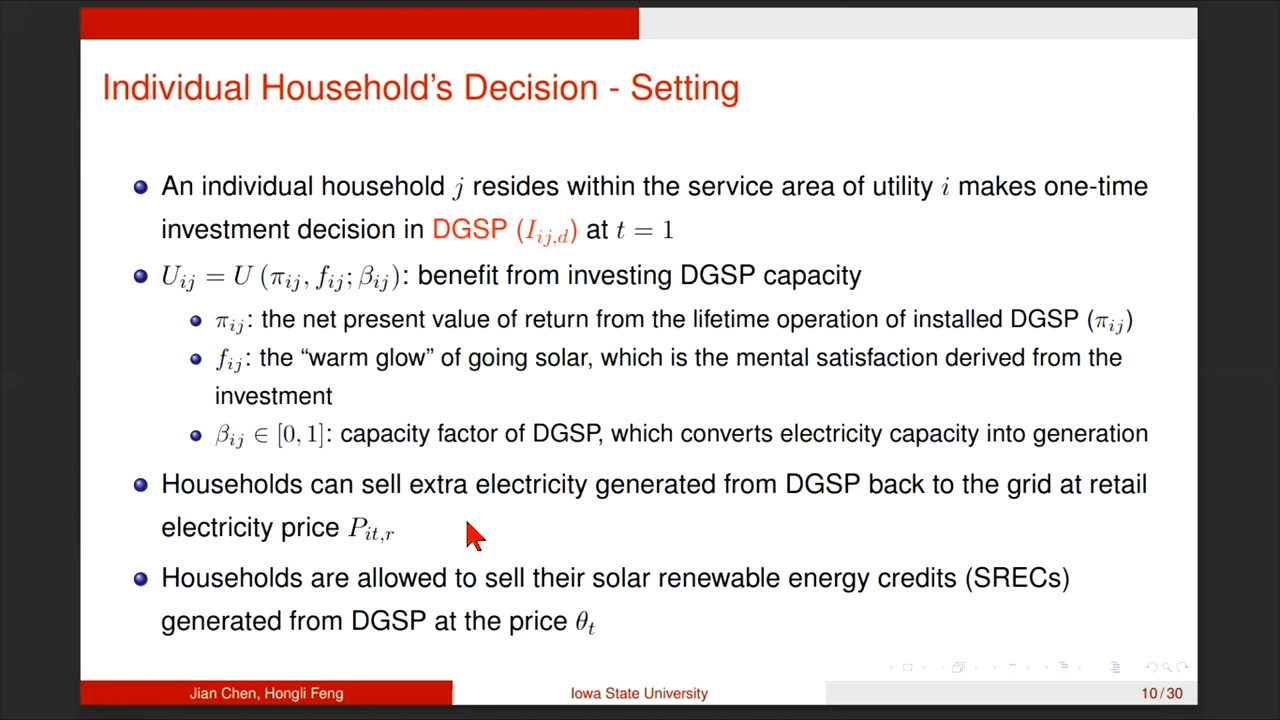 Individual Household's Decision - Setting
An individual household j resides within the service area of utility i makes one-time
investment decision in DGSP (I_{ij,d}) at t = 1
U_{ij} = U (π_{ij}, f_{ij}; β_{ij}): benefit from investing DGSP capacity
π_{ij}: the net present value of return from the lifetime operation of installed DGSP (π_{ij})
f_{ij}: the “warm glow” of going solar, which is the mental satisfaction derived from the
investment
β_{ij} ∈ [0, 1]: capacity factor of DGSP, which converts electricity capacity into generation
Households can sell extra electricity generated from DGSP back to the grid at retail
electricity price P_{it,r}
Households are allowed to sell their solar renewable energy credits (SRECs)
generated from DGSP at the price θ_t
Jian Chen, Hongli Feng
Iowa State University
10 / 30